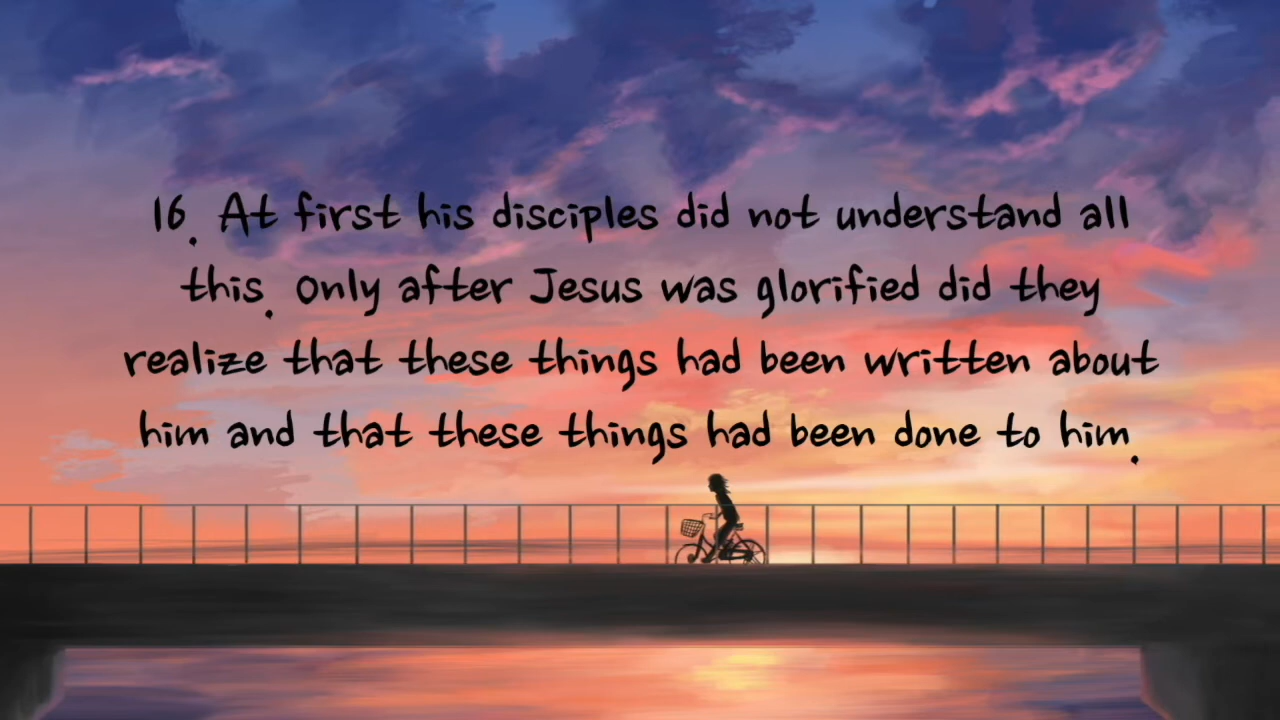 16. At first his disciples did not understand all
this. Only after Jesus was glorified did they
realize that these things had been written about
him and that these things had been done to him.